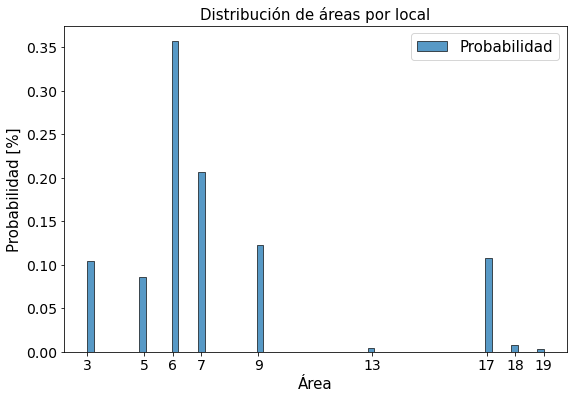 Distribución de áreas por local
Probabilidad
0.35
0.30
0.25
0.20
0.15
0.10
0.05
0.00
Probabilidad [%]
3 5 6 7 9 13 17 18 19
Área